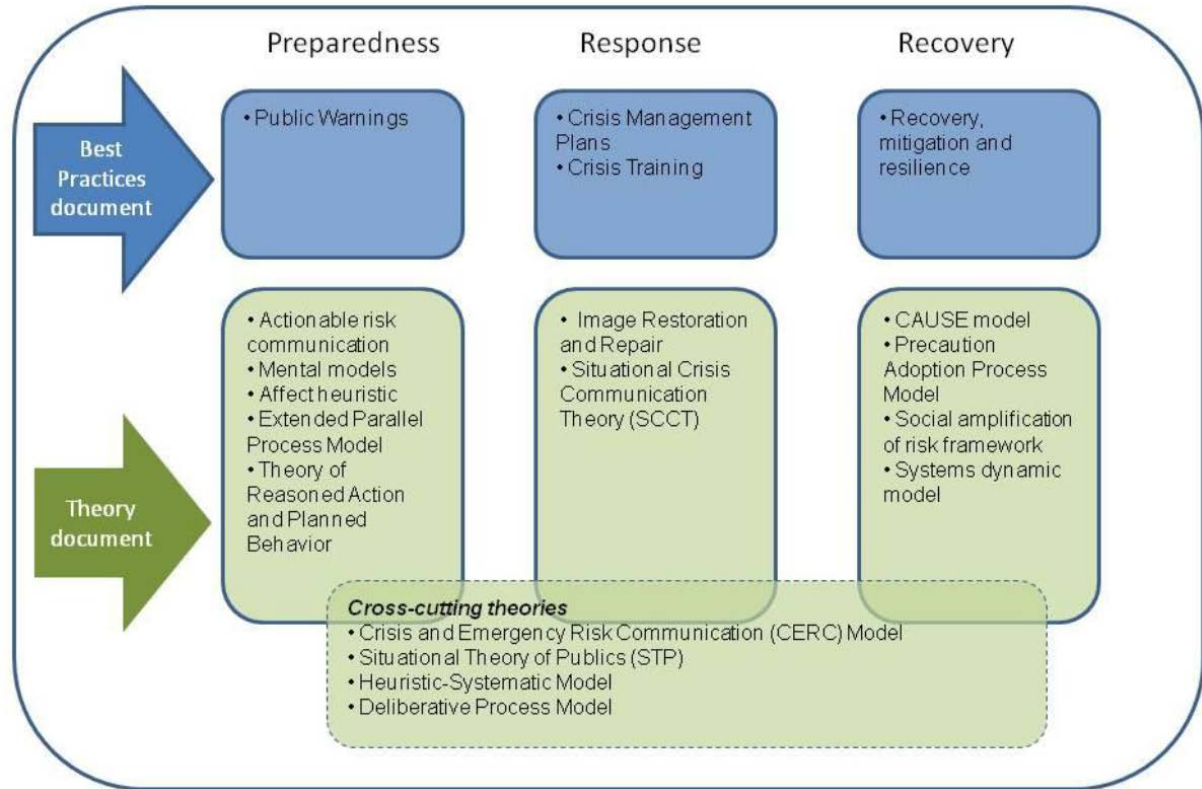 Preparedness
Response
Recovery
Best
Practices
document
• Public Warnings
• Crisis Management
Plans
• Crisis Training
• Recovery,
mitigation and
resilience
Theory
document
• Actionable risk
communication
• Mental models
• Affect heuristic
• Extended Parallel
Process Model
• Theory of
Reasoned Action
and Planned
Behavior
• Image Restoration
and Repair
• Situational Crisis
Communication
Theory (SCCT)
• CAUSE model
• Precaution
Adoption Process
Model
• Social amplification
of risk framework
• Systems dynamic
model
Cross-cutting theories
• Crisis and Emergency Risk Communication (CERC) Model
• Situational Theory of Publics (STP)
• Heuristic-Systematic Model
• Deliberative Process Model